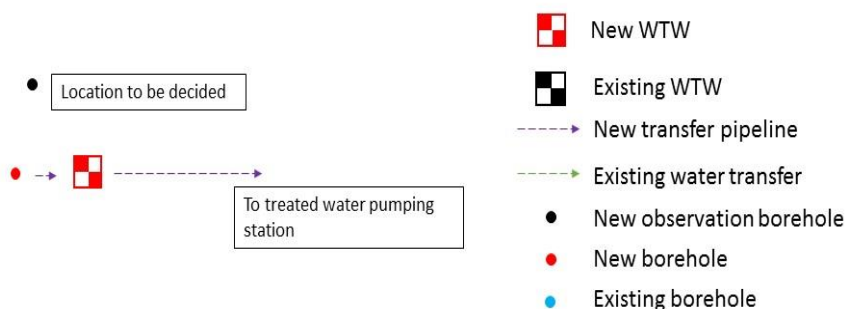 Location to be decided
To treated water pumping
station
New WTW
Existing WTW
New transfer pipeline
Existing water transfer
New observation borehole
New borehole
Existing borehole